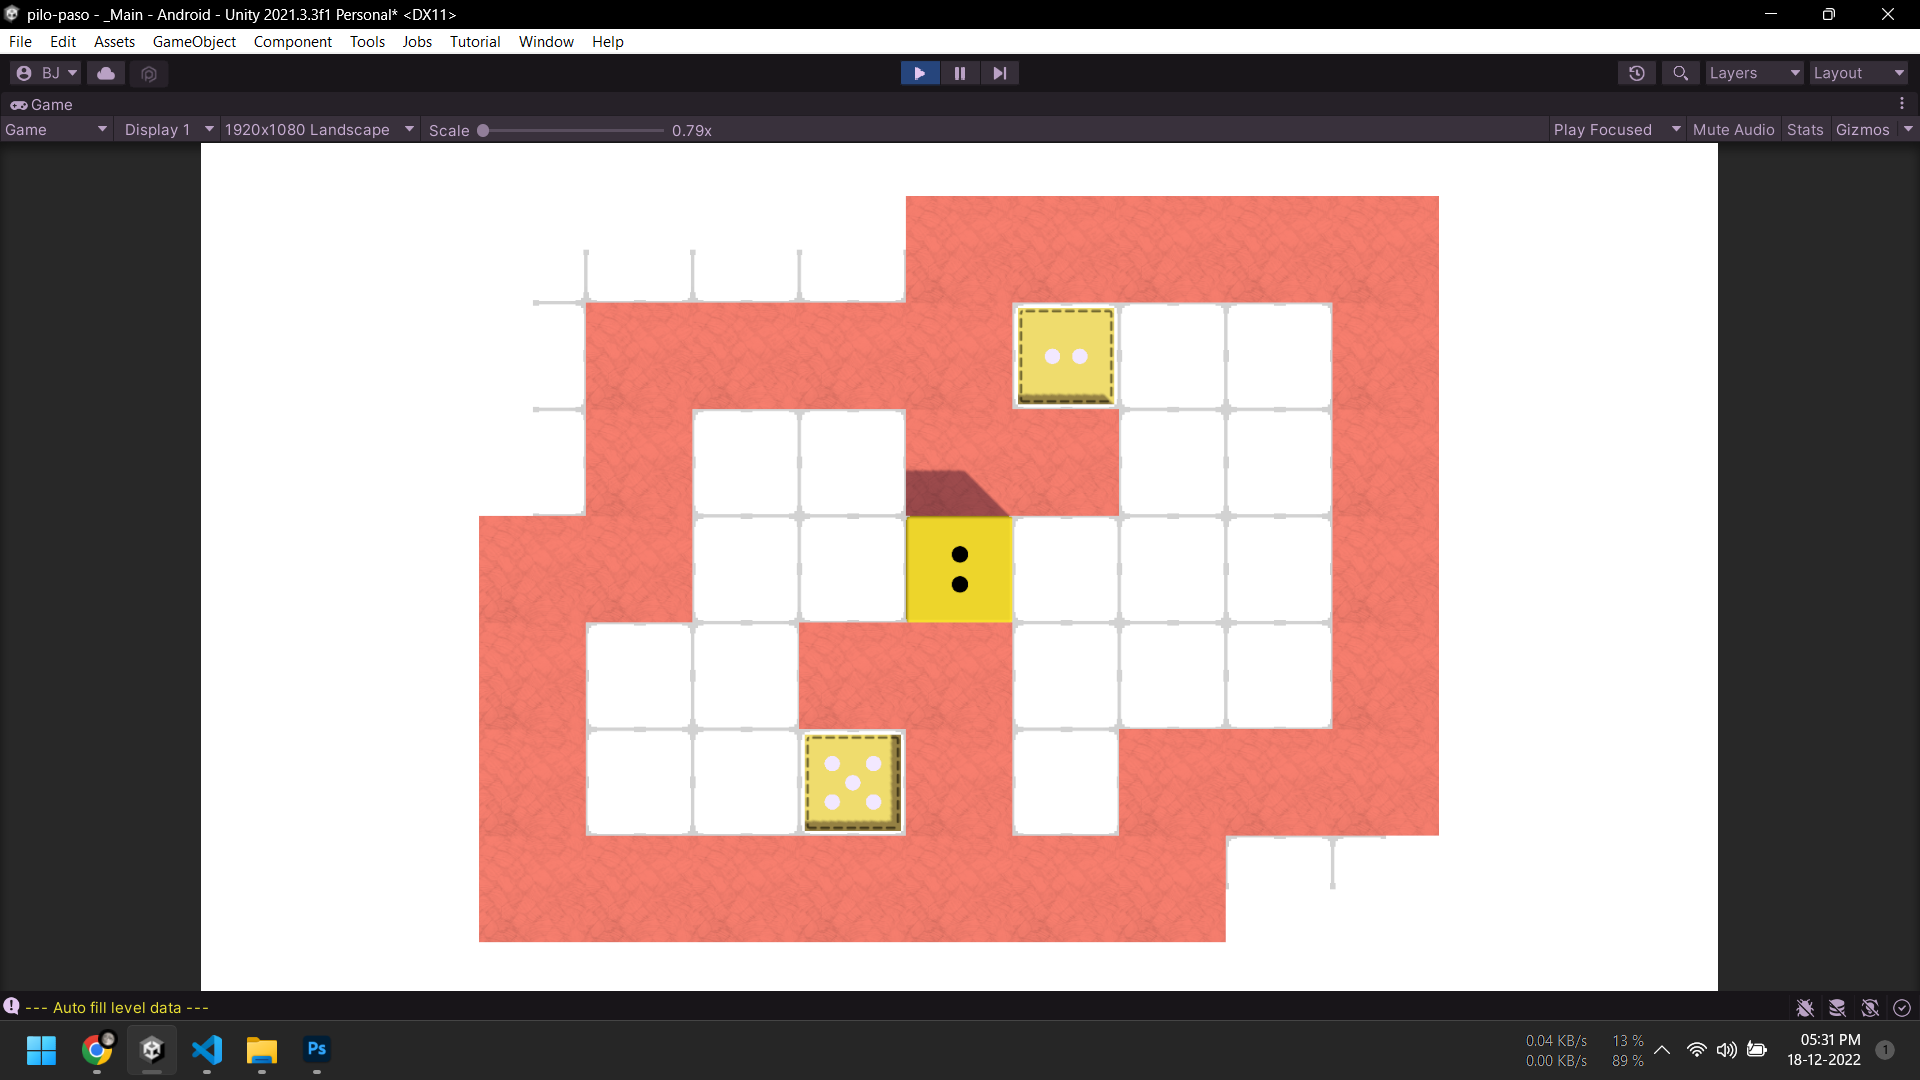 pilo-paso - _Main - Android - Unity 2021.3.3f1 Personal* <DX11>
File Edit Assets GameObject Component Tools Jobs Tutorial Window Help
BJ Layers Layout
Game
Game Display 1 1920x1080 Landscape Scale 0.79x Play Focused Mute Audio Stats Gizmos
--- Auto fill level data ---
Ps
0.04 KB/s 13 % 05:31 PM
0.00 KB/s 89 % 18-12-2022
1